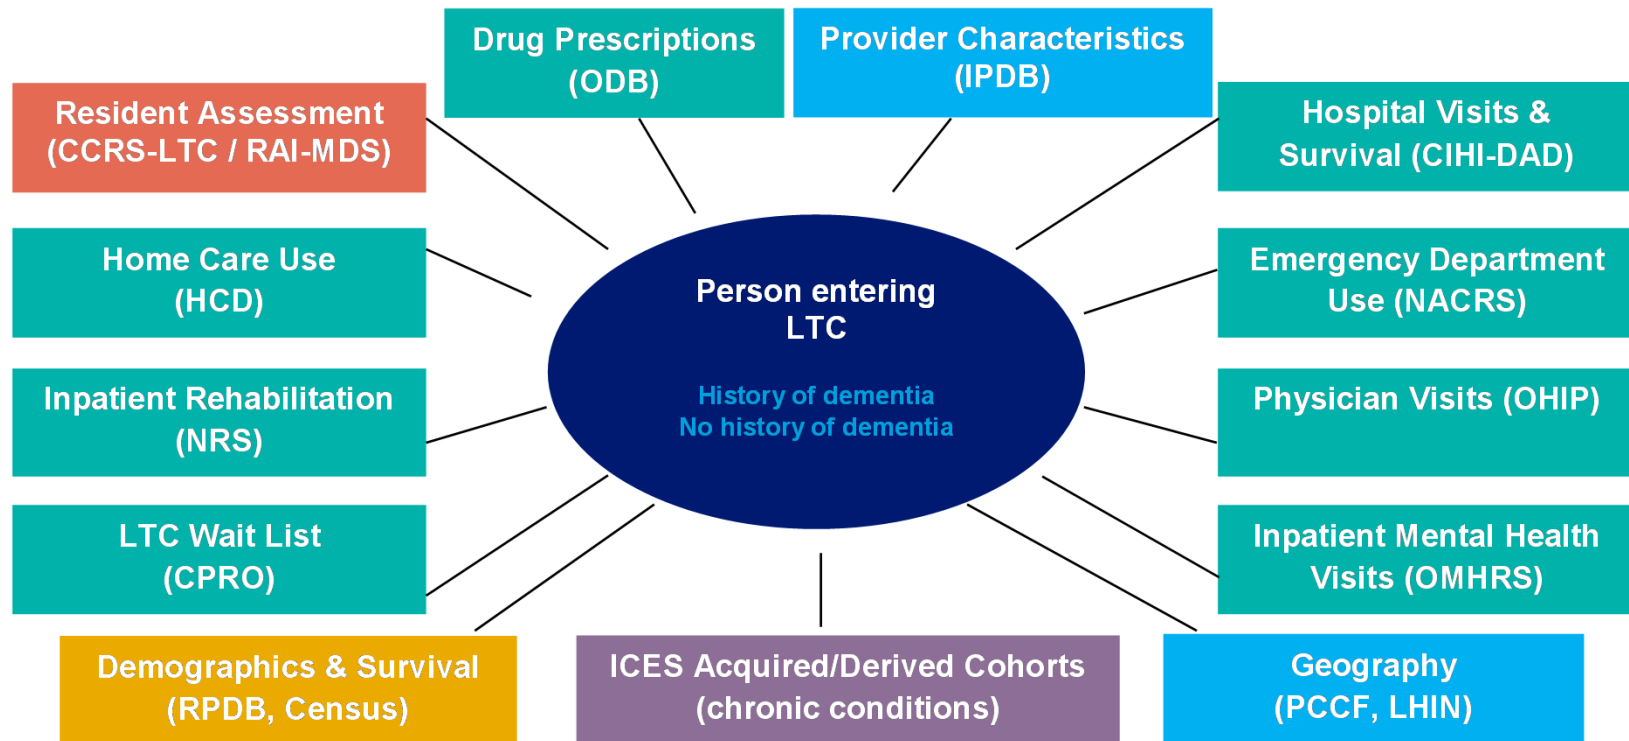 Drug Prescriptions
(ODB)
Provider Characteristics
(IPDB)
Resident Assessment
(CCRS-LTC / RAI-MDS)
Hospital Visits &
Survival (CIHI-DAD)
Home Care Use
(HCD)
Emergency Department
Use (NACRS)
Person entering
LTC
History of dementia
No history of dementia
Inpatient Rehabilitation
(NRS)
Physician Visits (OHIP)
LTC Wait List
(CPRO)
Inpatient Mental Health
Visits (OMHRS)
Demographics & Survival
(RPDB, Census)
ICES Acquired/Derived Cohorts
(chronic conditions)
Geography
(PCCF, LHIN)